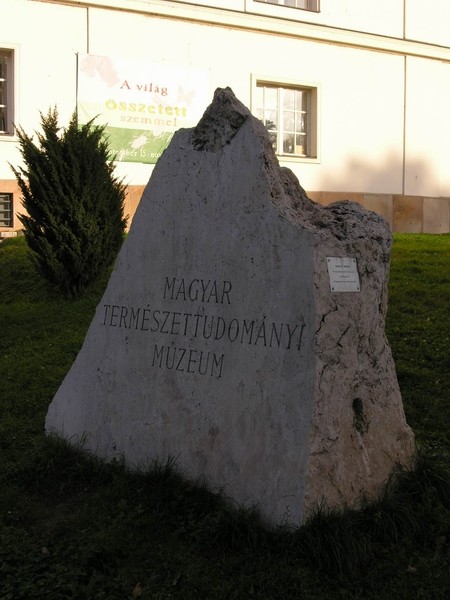 A világ
összetett
szemmel
MAGYAR
TERMÉSZETTUDOMÁNYI
MÚZEUM